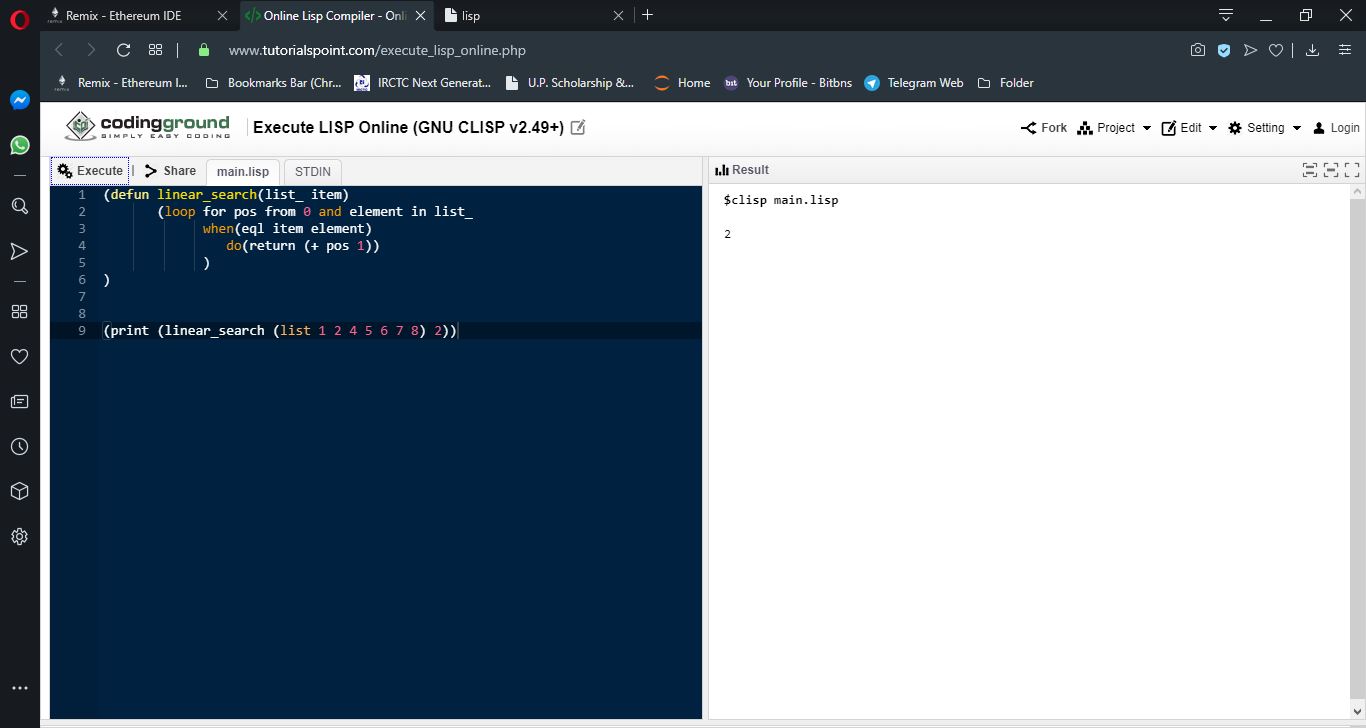 Remix - Ethereum IDE
Online Lisp Compiler - Onli
lisp
www.tutorialspoint.com/execute_lisp_online.php
Remix - Ethereum I...
Bookmarks Bar (Chr...
IRCTC Next Generat...
U.P. Scholarship &...
Home
bit Your Profile - Bitbns
Telegram Web
Folder
codingground
SIMPLY EASY CODING
Execute LISP Online (GNU CLISP v2.49+)
Fork Project Edit Setting Login
Execute | Share main.lisp STDIN
1 (defun linear_search(list_ item)
2 (loop for pos from 0 and element in list_
3 when(eql item element)
4 do(return (+ pos 1))
5 )
6 )
7
8
9 (print (linear_search (list 1 2 4 5 6 7 8) 2))
Result
$clisp main.lisp
2